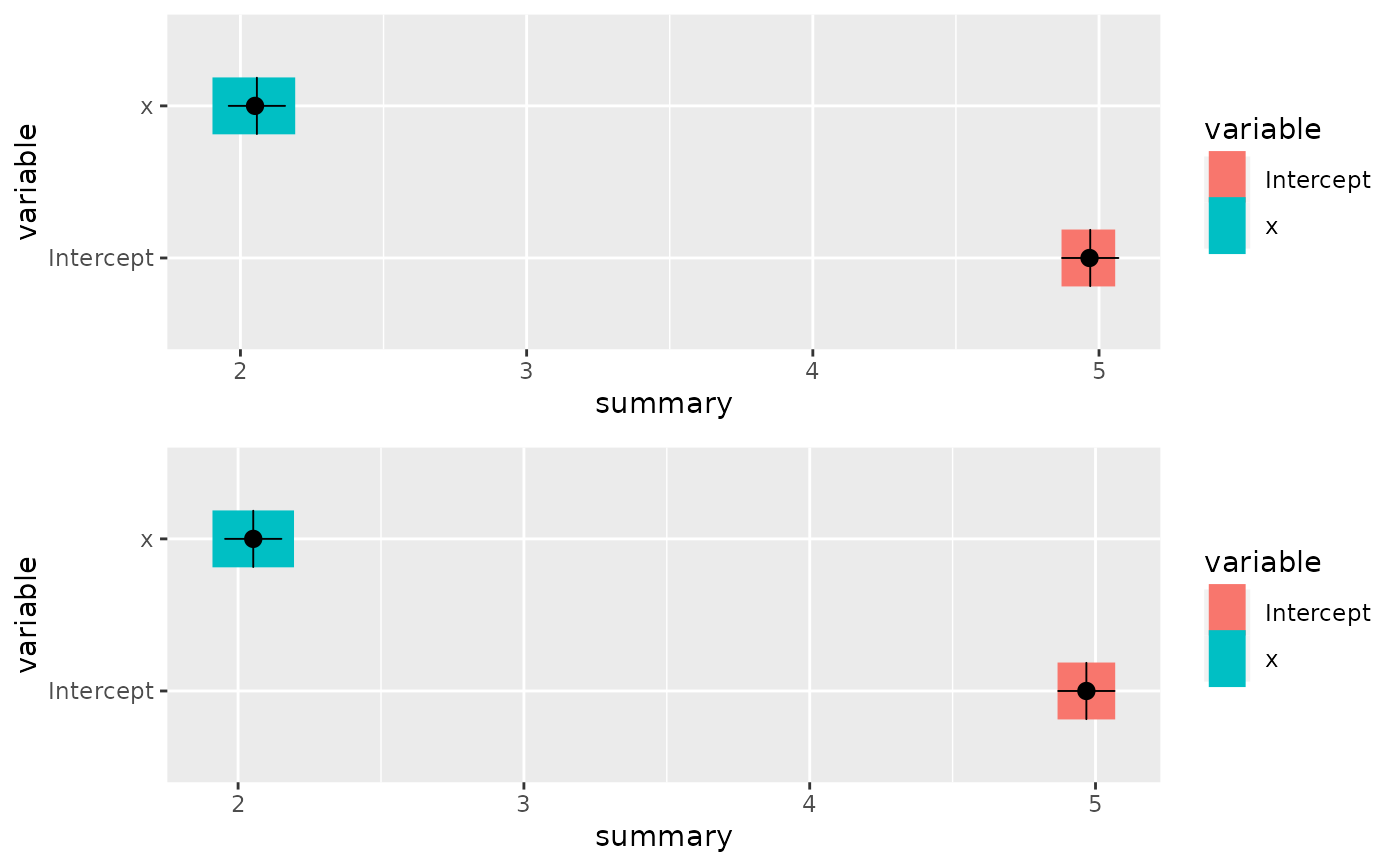 variable
x
Intercept
2 3 4 5
summary
variable
Intercept
x
variable
x
Intercept
2 3 4 5
summary
variable
Intercept
x